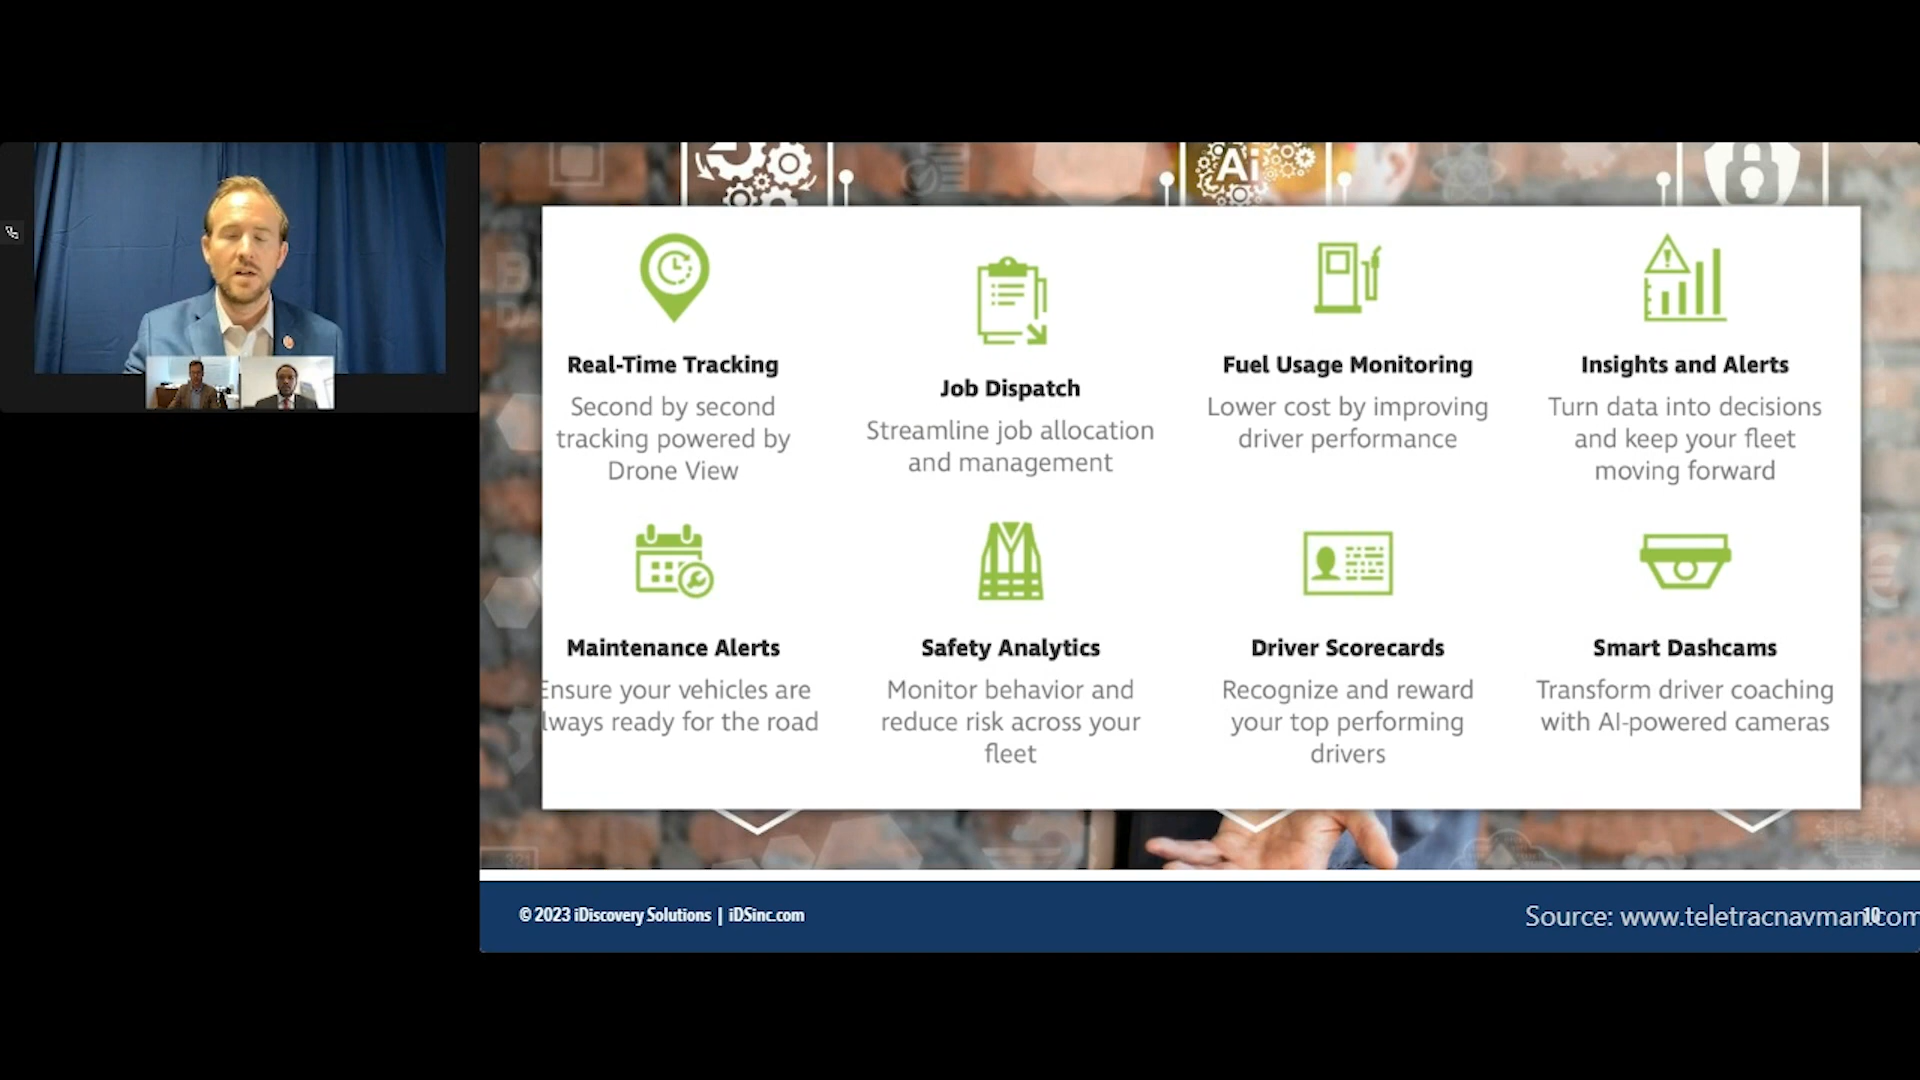 Ai
Real-Time Tracking
Second by second
tracking powered by
Drone View
Job Dispatch
Streamline job allocation
and management
Fuel Usage Monitoring
Lower cost by improving
driver performance
Insights and Alerts
Turn data into decisions
and keep your fleet
moving forward
Maintenance Alerts
Ensure your vehicles are
lways ready for the road
Safety Analytics
Monitor behavior and
reduce risk across your
fleet
Driver Scorecards
Recognize and reward
your top performing
drivers
Smart Dashcams
Transform driver coaching
with AI-powered cameras
© 2023 iDiscovery Solutions | iDSinc.com
Source: www.teletracnavman.com
10